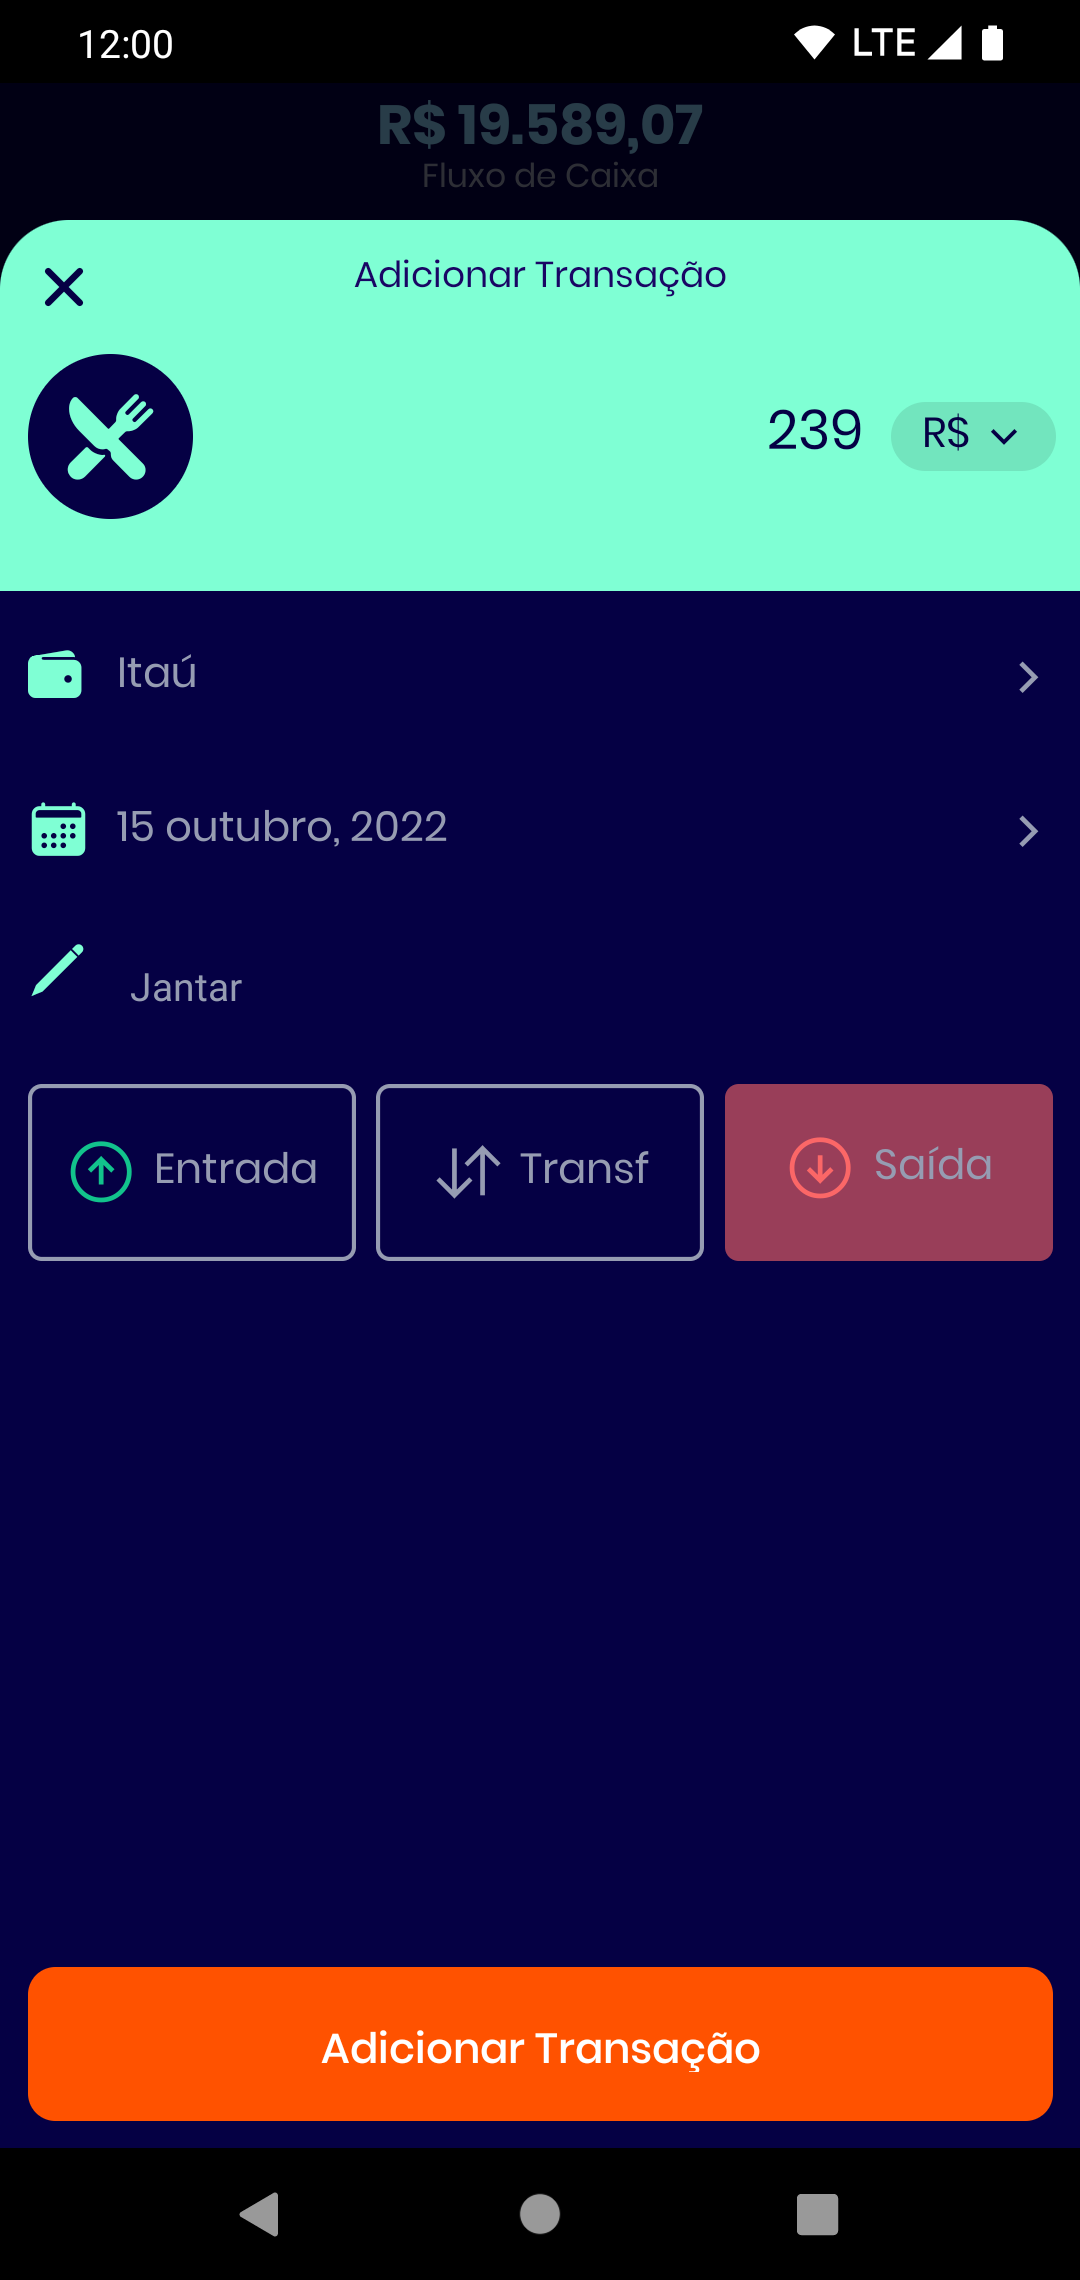 12:00 LTE
R$ 19.589,07
Fluxo de Caixa
Adicionar Transação
239 R$
Itaú
15 outubro, 2022
Jantar
Entrada Transf Saída
Adicionar Transação